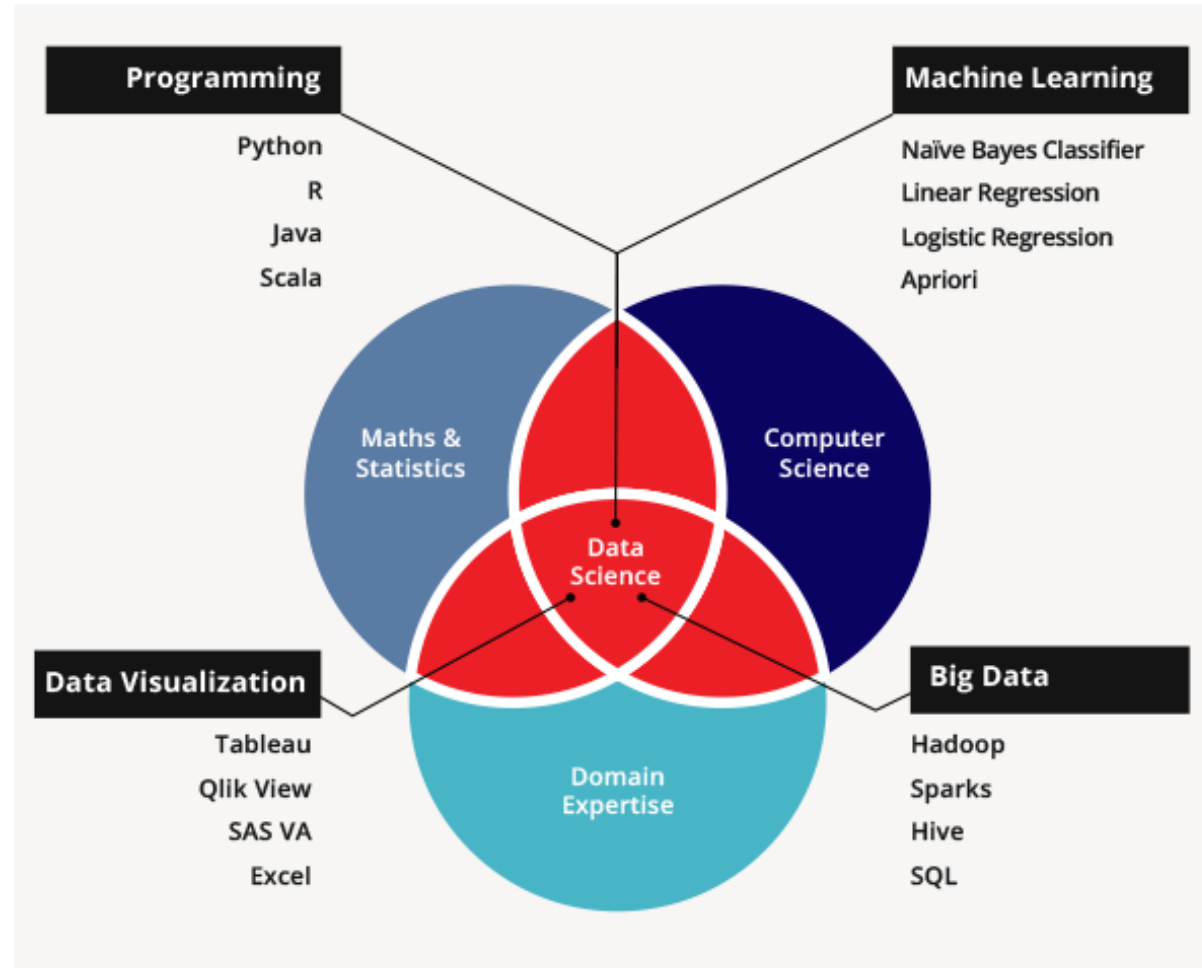 Programming
Python
R
Java
Scala
Machine Learning
Naïve Bayes Classifier
Linear Regression
Logistic Regression
Apriori
Maths &
Statistics
Computer
Science
Data
Science
Domain
Expertise
Data Visualization
Tableau
Qlik View
SAS VA
Excel
Big Data
Hadoop
Sparks
Hive
SQL